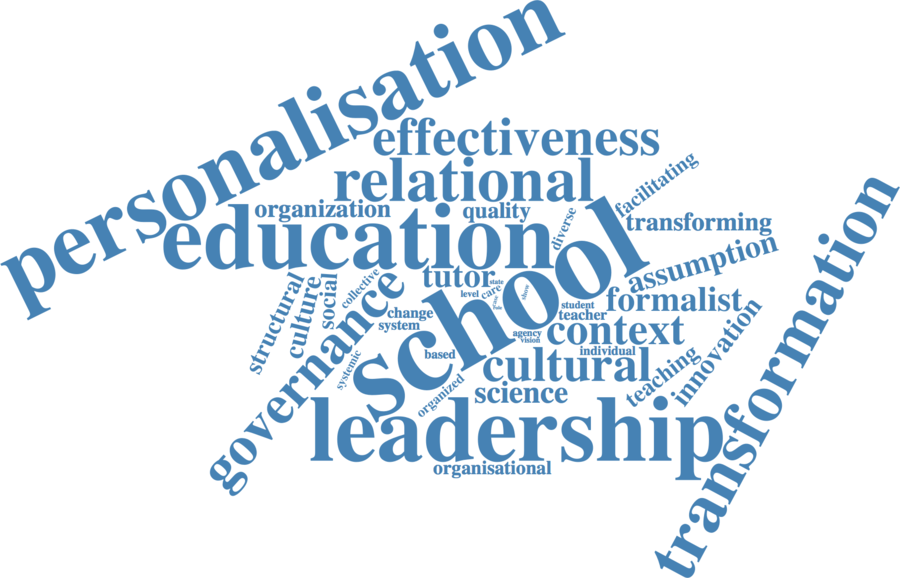 personalisation
effectiveness
relational
facilitating
organization
quality
diverse
transforming
education
school
assumption
tutor
state
level
care
show
collective
structural
culture
social
governance
formalist
student
teacher
change
system
context
agency
vision
individual
based
systemic
cultural
teaching
innovation
transformation
organized
science
leadership
organisational